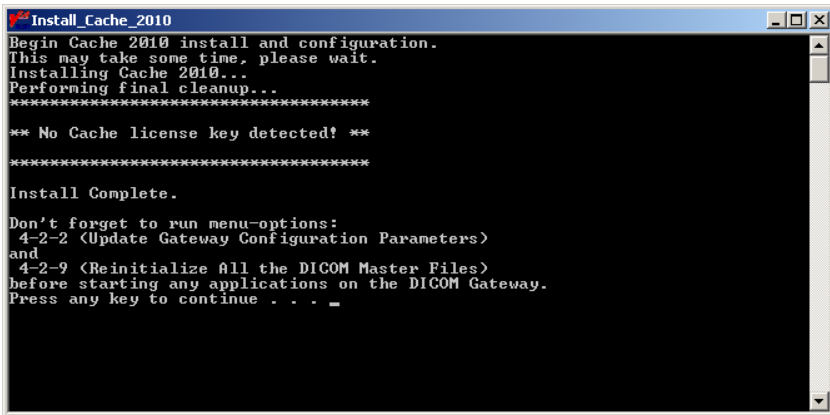 Install_Cache_2010
Begin Cache 2010 install and configuration.
This may take some time, please wait.
Installing Cache 2010...
Performing final cleanup...
************************************
** No Cache license key detected! **
************************************
Install Complete.
Don't forget to run menu-options:
4-2-2 (Update Gateway Configuration Parameters)
and
4-2-9 (Reinitialize All the DICOM Master Files)
before starting any applications on the DICOM Gateway.
Press any key to continue . . . _